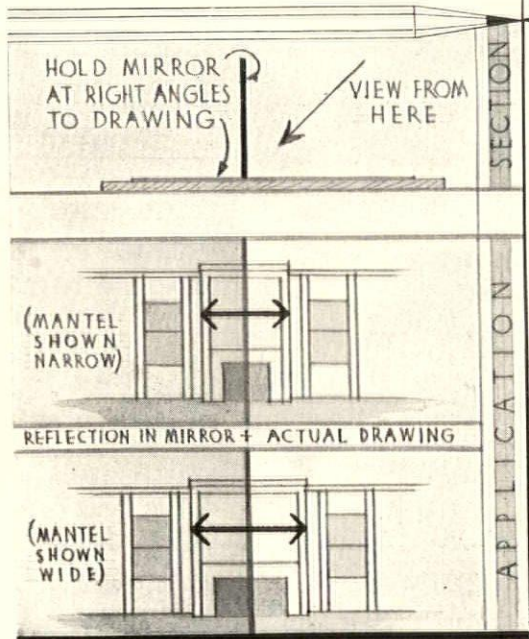 HOLD MIRROR
AT RIGHT ANGLES
TO DRAWING
VIEW FROM
HERE
SECTION
(MANTEL
SHOWN
NARROW)
REFLECTION IN MIRROR + ACTUAL DRAWING
(MANTEL
SHOWN
WIDE)
APPLICATION